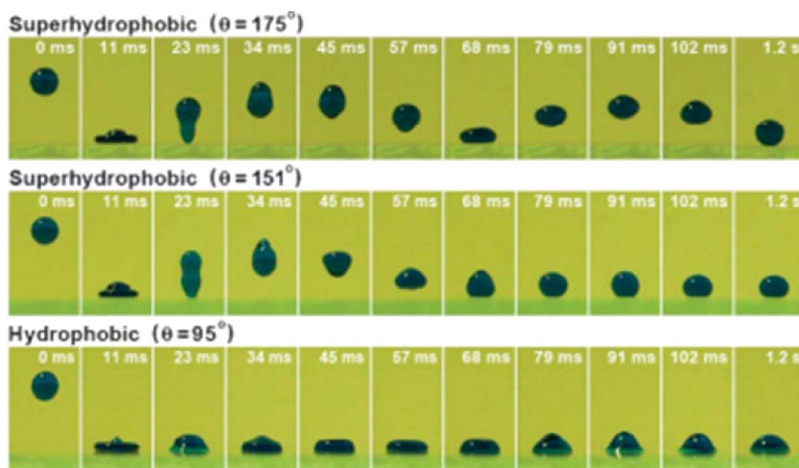 Superhydrophobic (θ = 175°)
0 ms 11 ms 23 ms 34 ms 45 ms 57 ms 68 ms 79 ms 91 ms 102 ms 1.2 s
Superhydrophobic (θ = 151°)
0 ms 11 ms 23 ms 34 ms 45 ms 57 ms 68 ms 79 ms 91 ms 102 ms 1.2 s
Hydrophobic (θ = 95°)
0 ms 11 ms 23 ms 34 ms 45 ms 57 ms 68 ms 79 ms 91 ms 102 ms 1.2 s